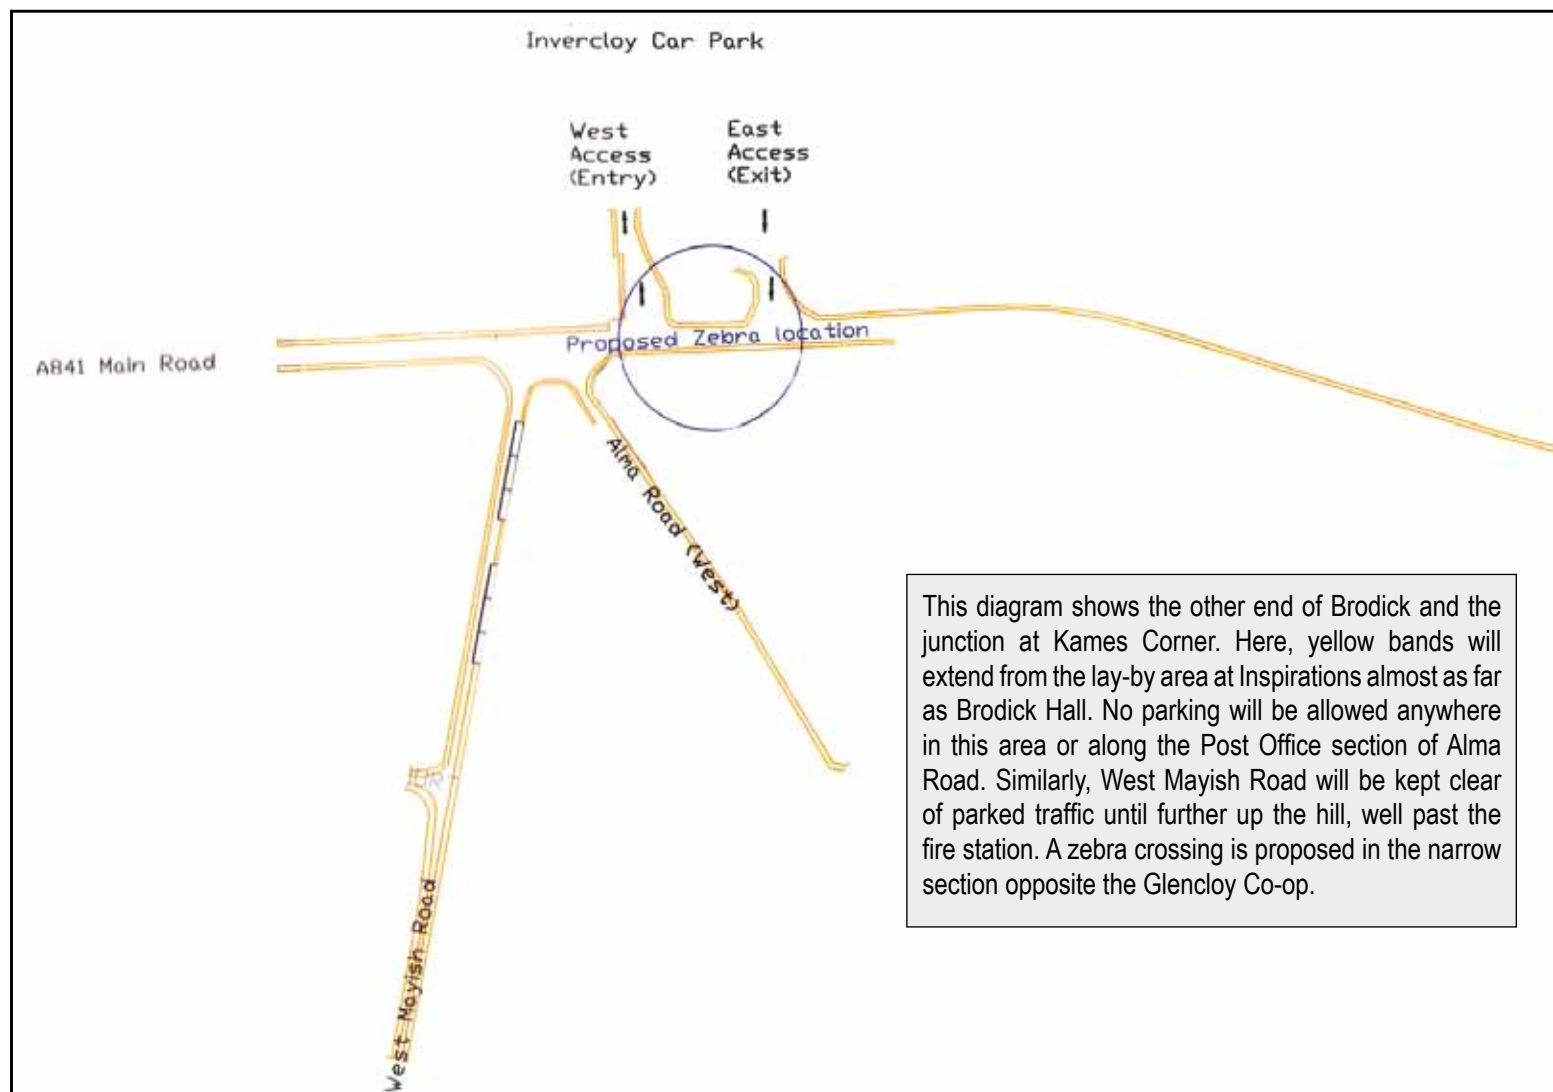 Invercloy Car Park
West
Access
(Entry)
East
Access
(Exit)
Proposed Zebra location
A841 Main Road
Alma Road (West)
West Mayish Road
This diagram shows the other end of Brodick and the
junction at Kames Corner. Here, yellow bands will
extend from the lay-by area at Inspirations almost as far
as Brodick Hall. No parking will be allowed anywhere
in this area or along the Post Office section of Alma
Road. Similarly, West Mayish Road will be kept clear
of parked traffic until further up the hill, well past the
fire station. A zebra crossing is proposed in the narrow
section opposite the Glencloy Co-op.